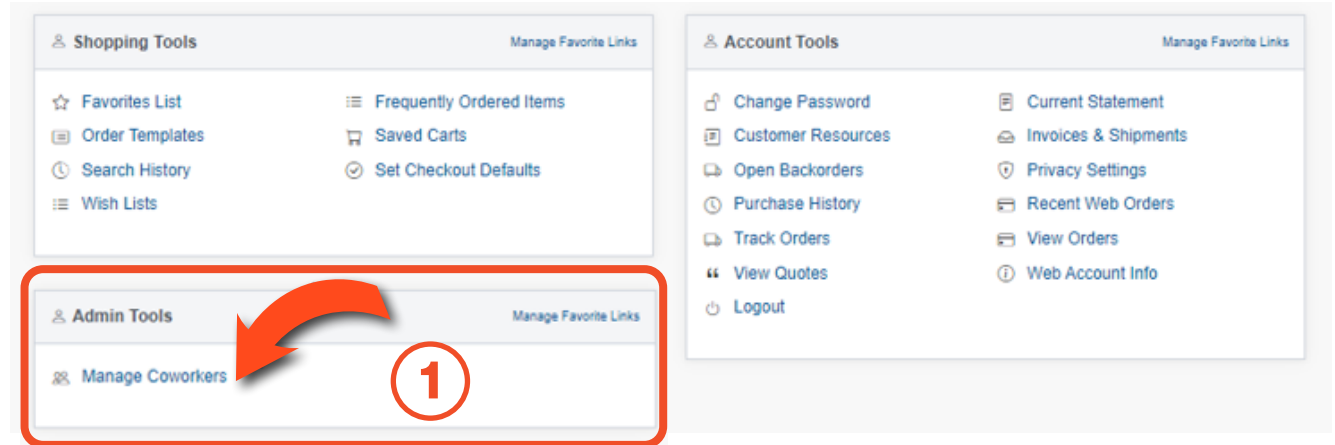 Shopping Tools
Manage Favorite Links
Favorites List
Frequently Ordered Items
Order Templates
Saved Carts
Search History
Set Checkout Defaults
Wish Lists
Admin Tools
Manage Favorite Links
Manage Coworkers
1
Account Tools
Manage Favorite Links
Change Password
Current Statement
Customer Resources
Invoices & Shipments
Open Backorders
Privacy Settings
Purchase History
Recent Web Orders
Track Orders
View Orders
View Quotes
Web Account Info
Logout